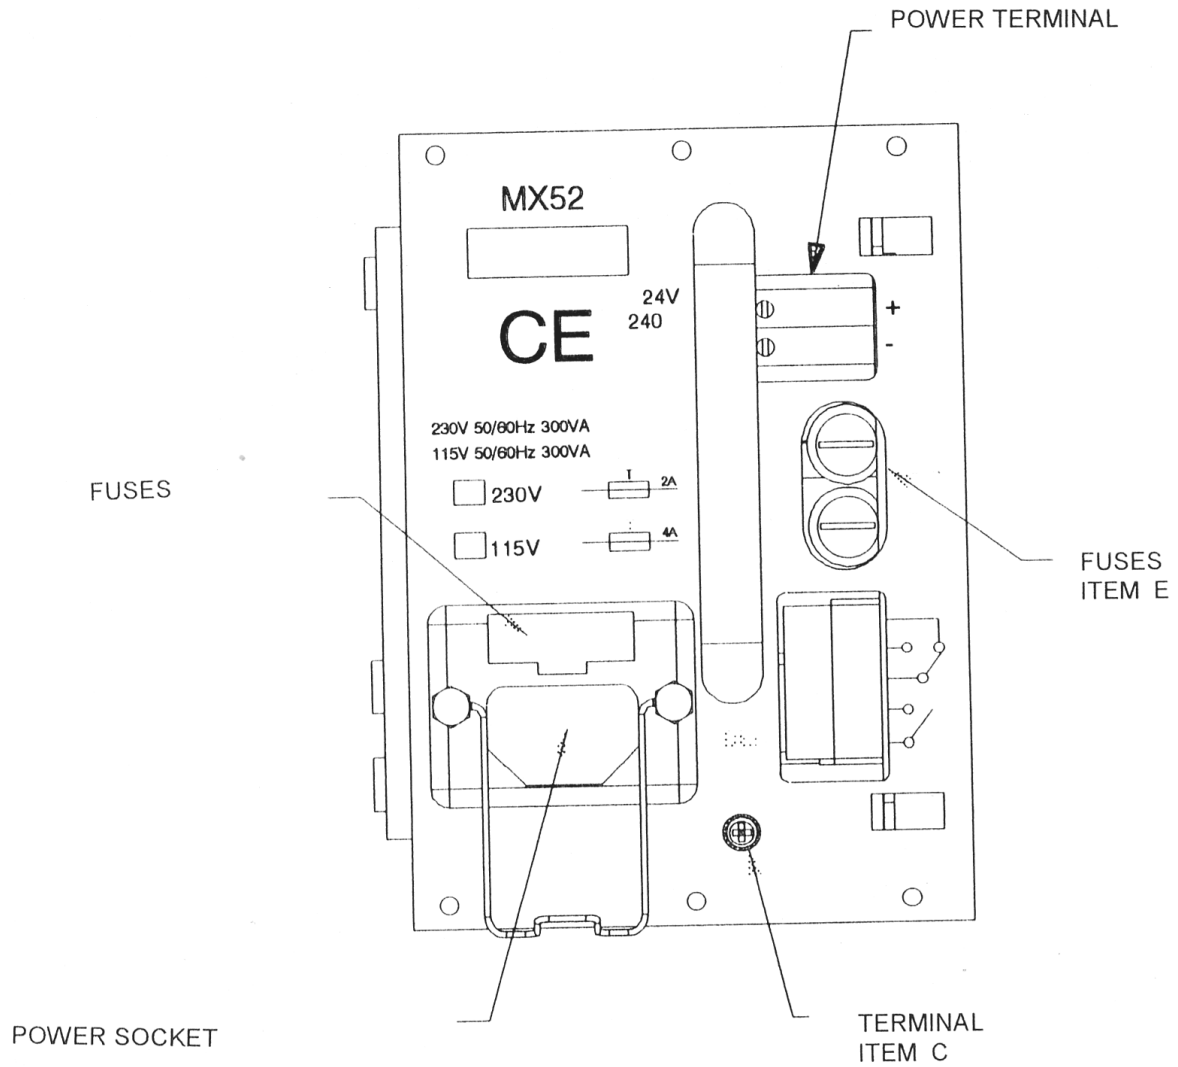 POWER TERMINAL
MX52
24V
240
CE
+
-
230V 50/60Hz 300VA
115V 50/60Hz 300VA
FUSES
230V
T
2A
115V
4A
FUSES
ITEM E
POWER SOCKET
TERMINAL
ITEM C